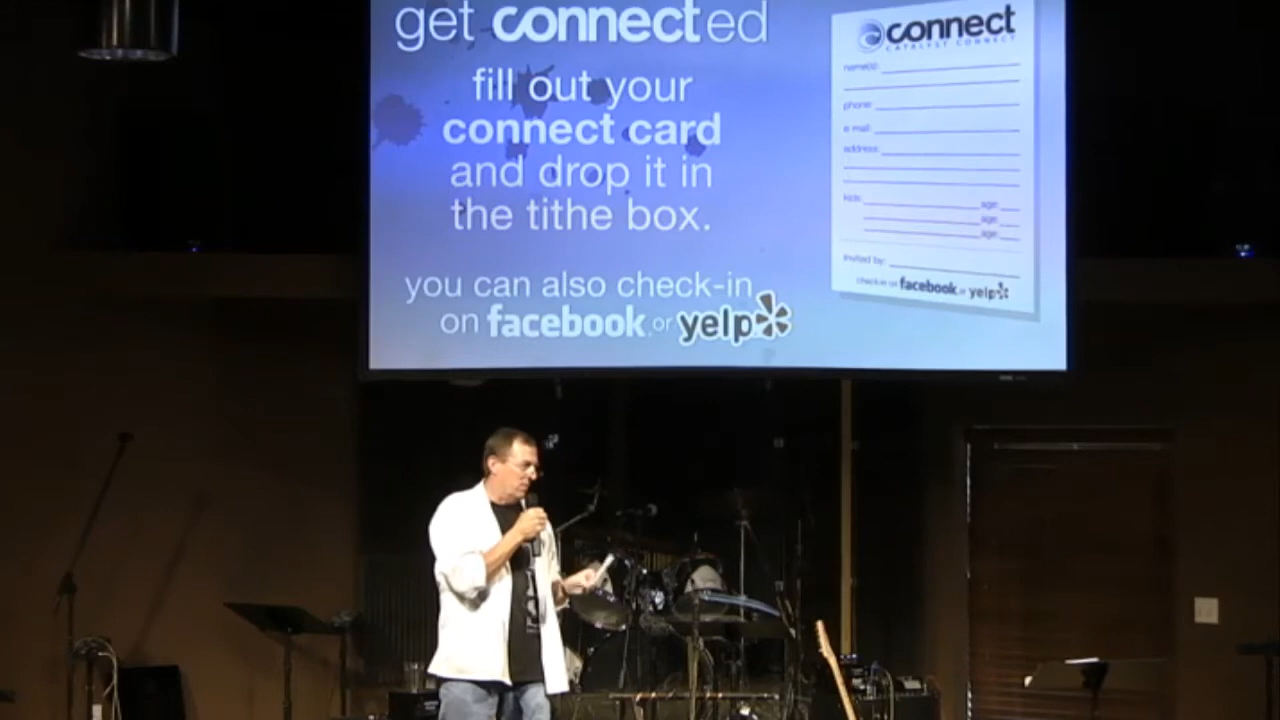 get connected
fill out your
connect card
and drop it in
the tithe box.
you can also check-in
on facebook or yelp
connect
CATALYST CONNECT
name(s):
phone:
e-mail:
address:
kids: age:
age:
age:
invited by:
check-in on facebook or yelp